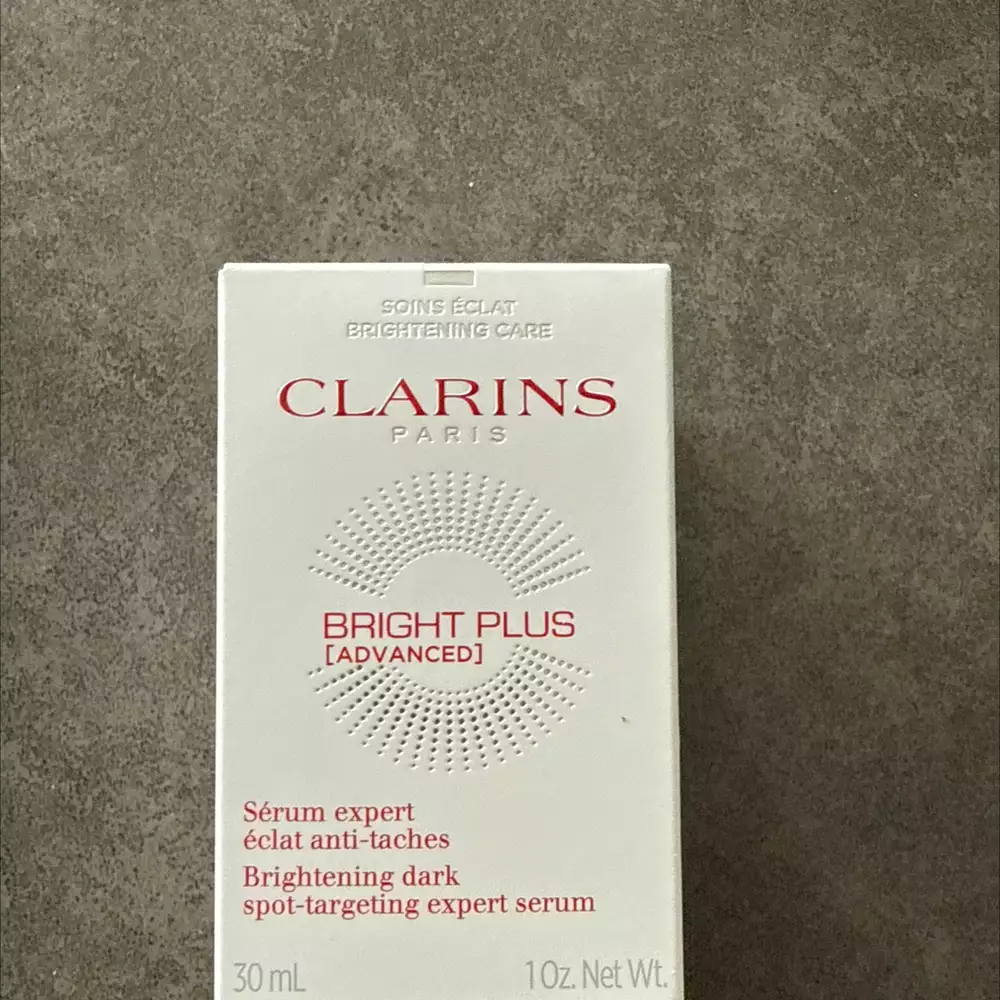 SOINS ÉCLAT
BRIGHTENING CARE
CLARINS
PARIS
BRIGHT PLUS
[ADVANCED]
Sérum expert
éclat anti-taches
Brightening dark
spot-targeting expert serum
30 mL 1 Oz. Net Wt.